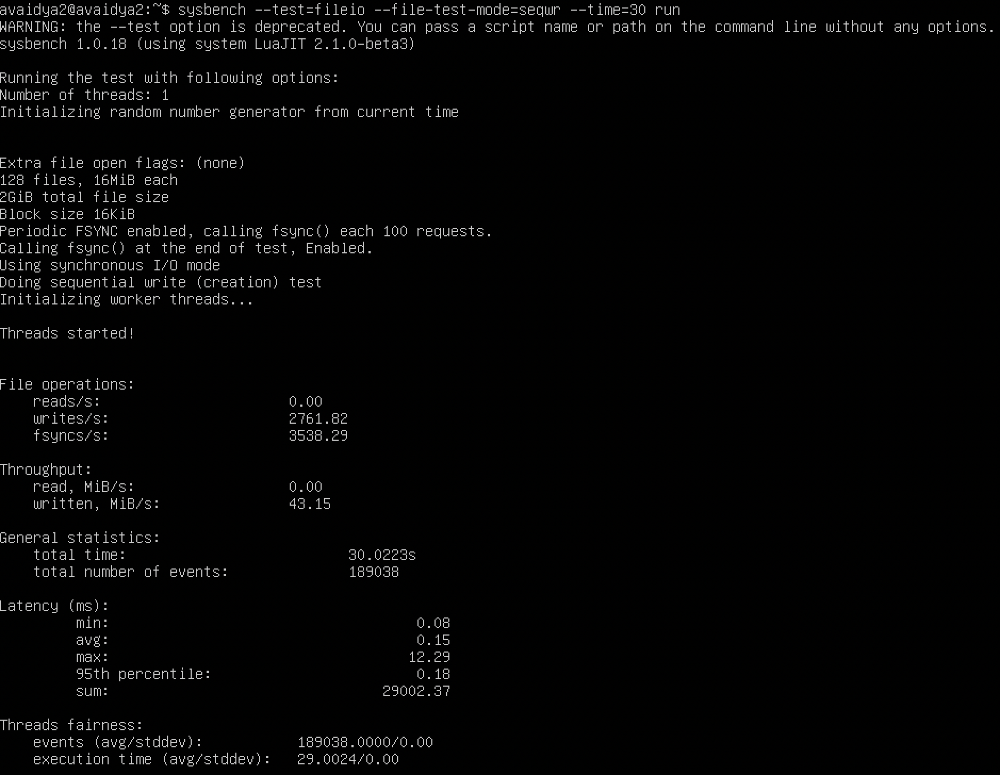 avaidya2@avaidya2:~$ sysbench --test=fileio --file-test-mode=seqwr --time=30 run
WARNING: the --test option is deprecated. You can pass a script name or path on the command line without any options.
sysbench 1.0.18 (using system LuaJIT 2.1.0-beta3)
Running the test with following options:
Number of threads: 1
Initializing random number generator from current time
Extra file open flags: (none)
128 files, 16MiB each
2GiB total file size
Block size 16KiB
Periodic FSYNC enabled, calling fsync() each 100 requests.
Calling fsync() at the end of test, Enabled.
Using synchronous I/O mode
Doing sequential write (creation) test
Initializing worker threads...
Threads started!
File operations:
reads/s: 0.00
writes/s: 2761.82
fsyncs/s: 3538.29
Throughput:
read, MiB/s: 0.00
written, MiB/s: 43.15
General statistics:
total time: 30.0223s
total number of events: 189038
Latency (ms):
min: 0.08
avg: 0.15
max: 12.29
95th percentile: 0.18
sum: 29002.37
Threads fairness:
events (avg/stddev): 189038.0000/0.00
execution time (avg/stddev): 29.0024/0.00